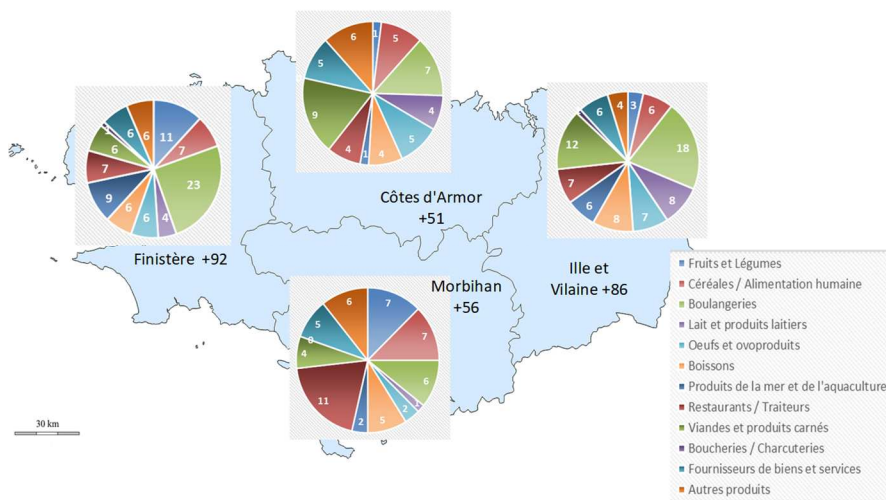 6
1
5
5
7
9
4
4
5
1
4
Côtes d'Armor
+51
6
11
6
7
6
7
23
9
6
6
4
Finistère +92
4
3
6
6
12
18
7
8
6
8
7
Ille et
Vilaine +86
6
7
5
0
7
4
6
11
1
2
2
5
Morbihan
+56
Fruits et Légumes
Céréales / Alimentation humaine
Boulangeries
Lait et produits laitiers
Oeufs et ovoproduits
Boissons
Produits de la mer et de l'aquaculture
Restaurants / Traiteurs
Viandes et produits carnés
Boucheries / Charcuteries
Fournisseurs de biens et services
Autres produits
30 km